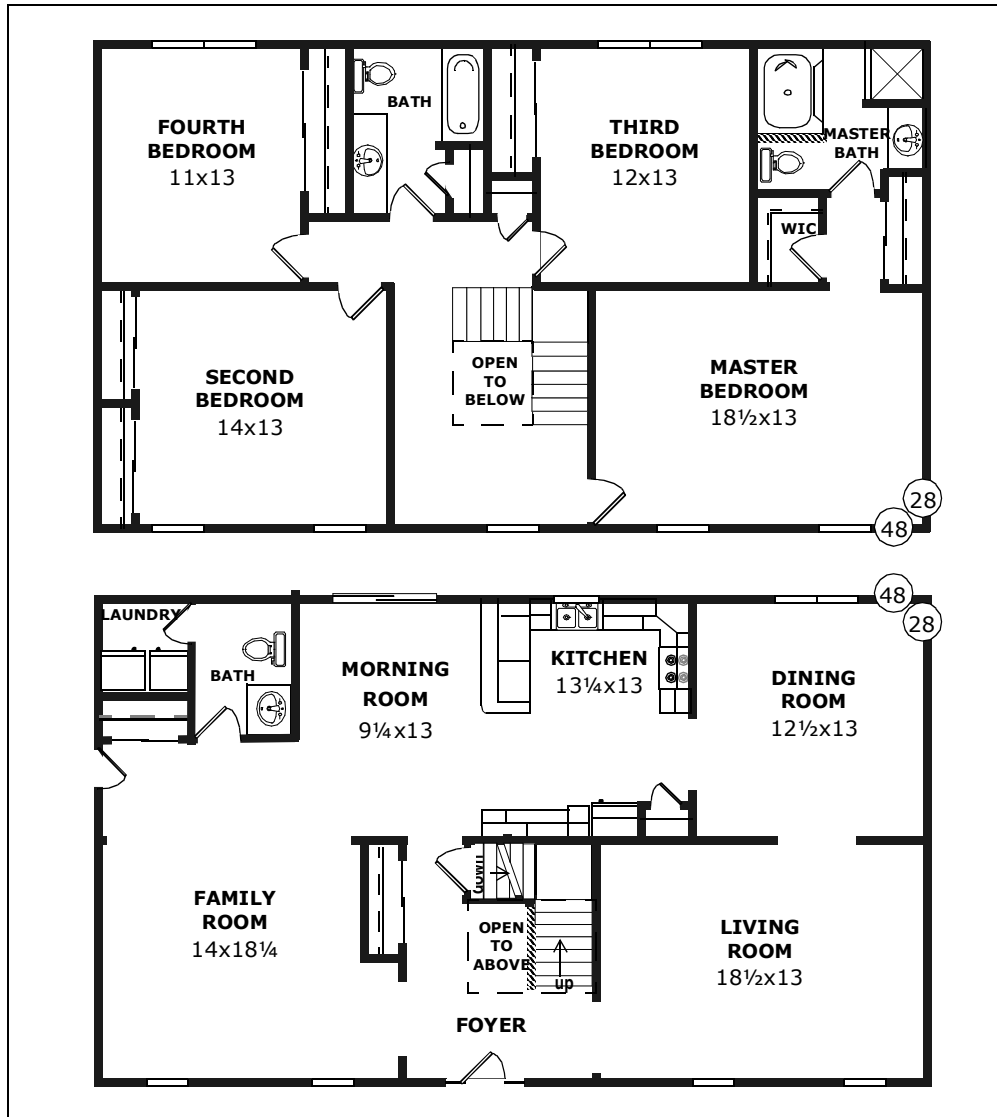 FOURTH
BEDROOM
11x13
BATH
THIRD
BEDROOM
12x13
MASTER
BATH
WIC
SECOND
BEDROOM
14x13
OPEN
TO
BELOW
MASTER
BEDROOM
18½x13
28
48
48
28
LAUNDRY
BATH
MORNING
ROOM
9¼x13
KITCHEN
13¼x13
DINING
ROOM
12½x13
FAMILY
ROOM
14x18¼
DOWN
OPEN
TO
ABOVE
up
LIVING
ROOM
18½x13
FOYER